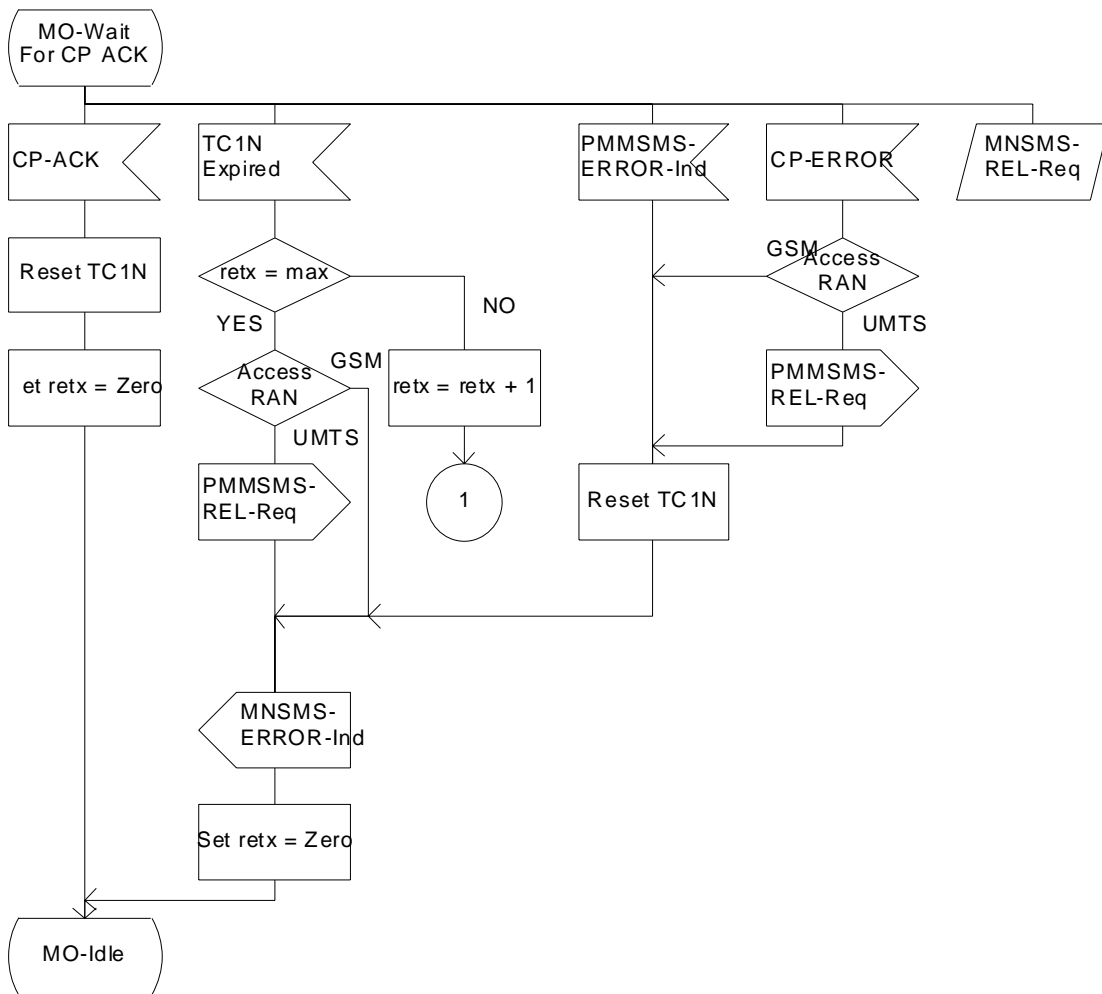 MO-Wait
For CP ACK
CP-ACK
TC1N
Expired
PMMSMS-
ERROR-Ind
CP-ERROR
MNSMS-
REL-Req
Reset TC1N
retx = max
GSM
Access
RAN
NO
YES
UMTS
et retx = Zero
Access
RAN
GSM
retx = retx + 1
PMMSMS-
REL-Req
UMTS
PMMSMS-
REL-Req
1
Reset TC1N
MNSMS-
ERROR-Ind
Set retx = Zero
MO-Idle